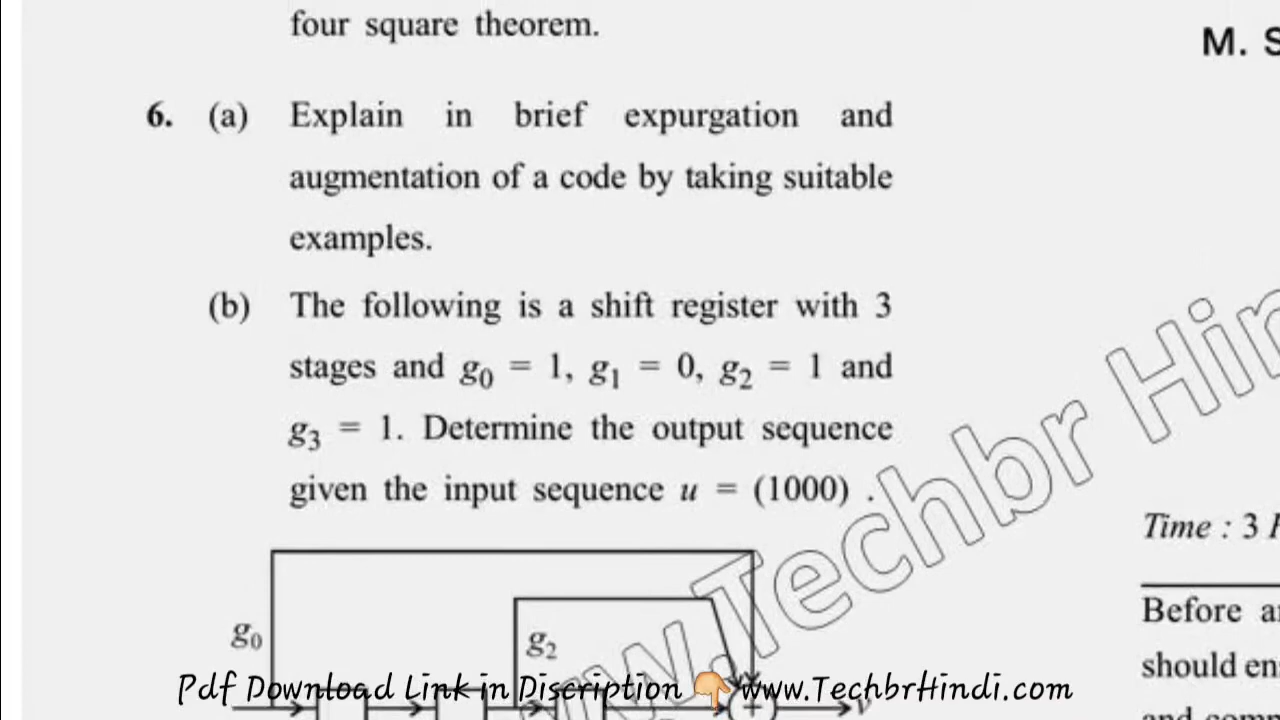 four square theorem.
6. (a) Explain in brief expurgation and
augmentation of a code by taking suitable
examples.
(b) The following is a shift register with 3
stages and g0 = 1, g1 = 0, g2 = 1 and
g3 = 1. Determine the output sequence
given the input sequence u = (1000) .
g0
g2
+
v
Pdf Download Link in Discription 👇 www.TechbrHindi.com
M. S
Time : 3
Before
should